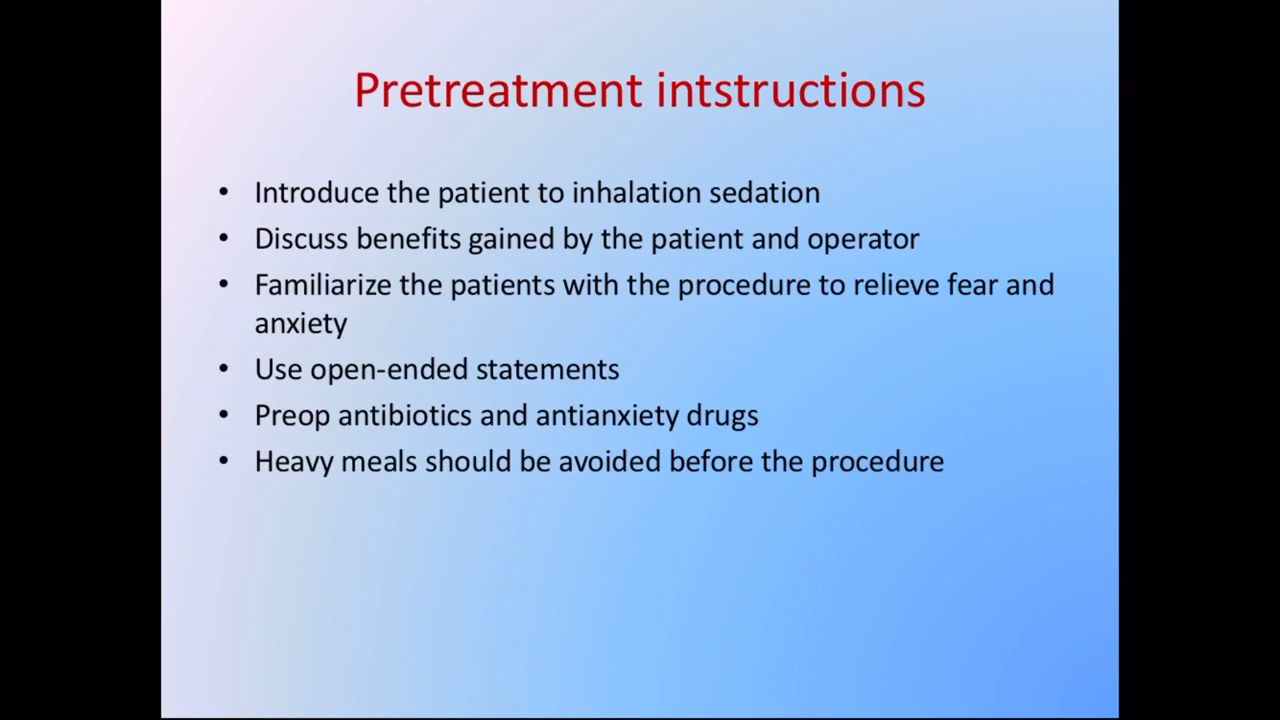 Pretreatment intstructions
• Introduce the patient to inhalation sedation
• Discuss benefits gained by the patient and operator
• Familiarize the patients with the procedure to relieve fear and
anxiety
• Use open-ended statements
• Preop antibiotics and antianxiety drugs
• Heavy meals should be avoided before the procedure